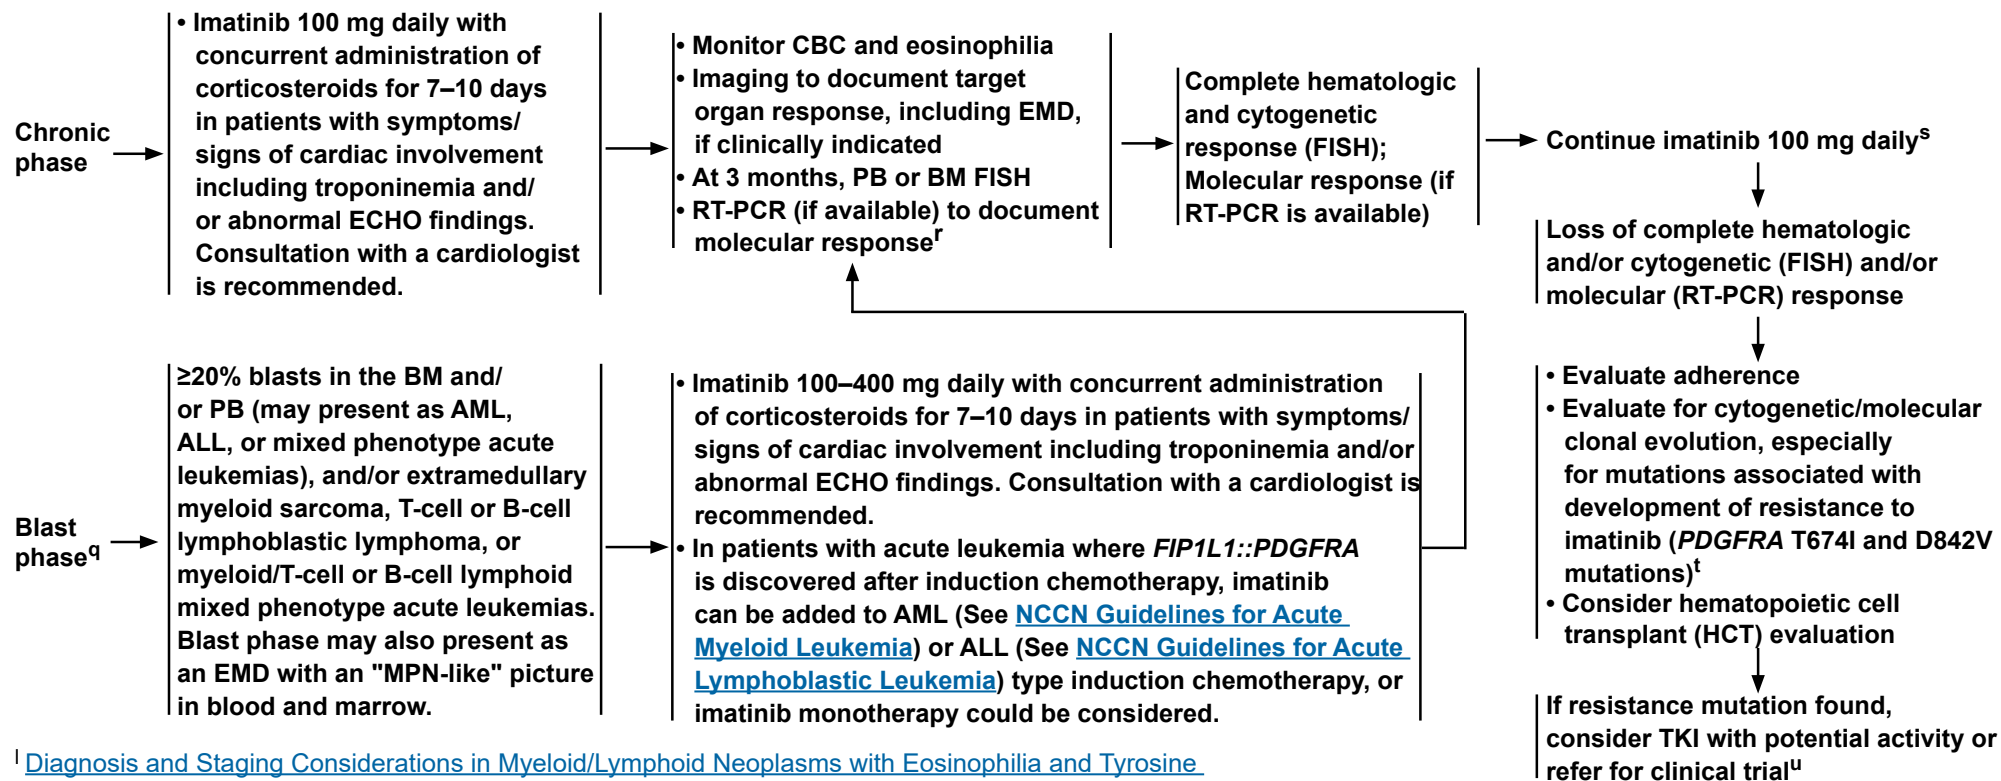 Chronic
phase
• Imatinib 100 mg daily with
concurrent administration of
corticosteroids for 7–10 days
in patients with symptoms/
signs of cardiac involvement
including troponinemia and/
or abnormal ECHO findings.
Consultation with a cardiologist
is recommended.
• Monitor CBC and eosinophilia
• Imaging to document target
organ response, including EMD,
if clinically indicated
• At 3 months, PB or BM FISH
• RT-PCR (if available) to document
molecular response^r
Complete hematologic
and cytogenetic
response (FISH);
Molecular response (if
RT-PCR is available)
Continue imatinib 100 mg daily^s
Loss of complete hematologic
and/or cytogenetic (FISH) and/or
molecular (RT-PCR) response
• Evaluate adherence
• Evaluate for cytogenetic/molecular
clonal evolution, especially
for mutations associated with
development of resistance to
imatinib (PDGFRA T674I and D842V
mutations)^t
• Consider hematopoietic cell
transplant (HCT) evaluation
If resistance mutation found,
consider TKI with potential activity or
refer for clinical trial^u
Blast
phase^q
≥20% blasts in the BM and/
or PB (may present as AML,
ALL, or mixed phenotype acute
leukemias), and/or extramedullary
myeloid sarcoma, T-cell or B-cell
lymphoblastic lymphoma, or
myeloid/T-cell or B-cell lymphoid
mixed phenotype acute leukemias.
Blast phase may also present as
an EMD with an "MPN-like" picture
in blood and marrow.
• Imatinib 100–400 mg daily with concurrent administration
of corticosteroids for 7–10 days in patients with symptoms/
signs of cardiac involvement including troponinemia and/or
abnormal ECHO findings. Consultation with a cardiologist is
recommended.
• In patients with acute leukemia where FIP1L1::PDGFRA
is discovered after induction chemotherapy, imatinib
can be added to AML (See NCCN Guidelines for Acute
Myeloid Leukemia) or ALL (See NCCN Guidelines for Acute
Lymphoblastic Leukemia) type induction chemotherapy, or
imatinib monotherapy could be considered.
^l Diagnosis and Staging Considerations in Myeloid/Lymphoid Neoplasms with Eosinophilia and Tyrosine